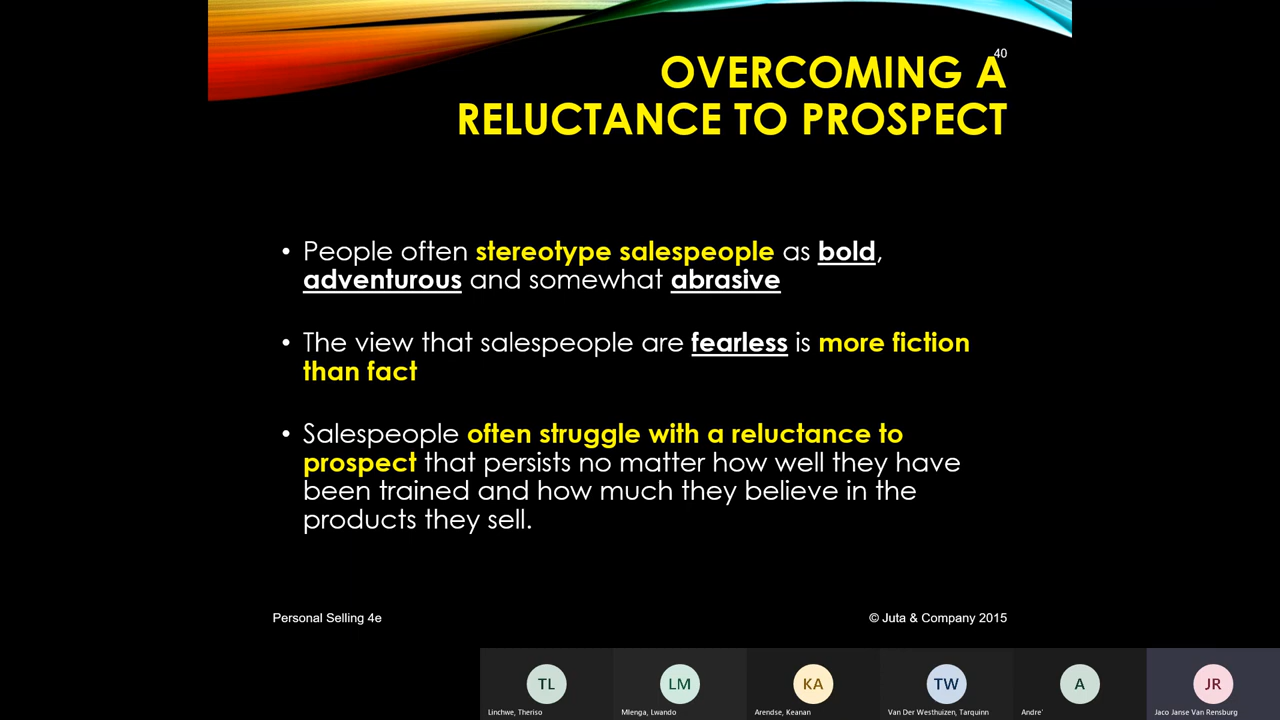 40
OVERCOMING A
RELUCTANCE TO PROSPECT
• People often stereotype salespeople as bold,
adventurous and somewhat abrasive
• The view that salespeople are fearless is more fiction
than fact
• Salespeople often struggle with a reluctance to
prospect that persists no matter how well they have
been trained and how much they believe in the
products they sell.
Personal Selling 4e
© Juta & Company 2015
TL
LM
KA
TW
A
JR
Linchwe, Theriso
Mlenga, Lwando
Arendse, Keanan
Van Der Westhuizen, Tarquinn
Andre'
Jaco Janse Van Rensburg